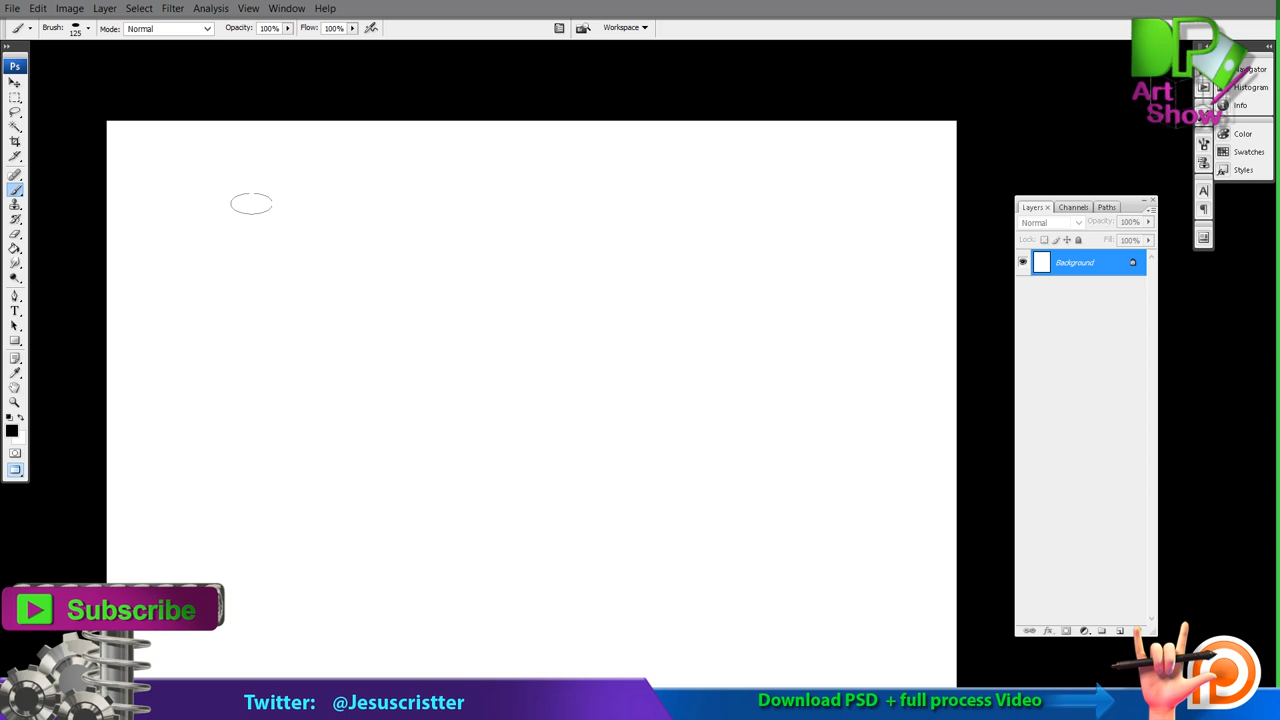 File Edit Image Layer Select Analysis Filter View Window Help
Brush: 125 Mode: Normal Opacity: 100% Flow: 100% Workspace
DP
Art
Show
Ps
Histogram
Info
Color
Swatches
Styles
Layers Channels Paths
Normal Opacity: 100%
Lock: Fill: 100%
Background
A
T
fx
Subscribe
Twitter: @Jesuscristter
Download PSD + full process Video